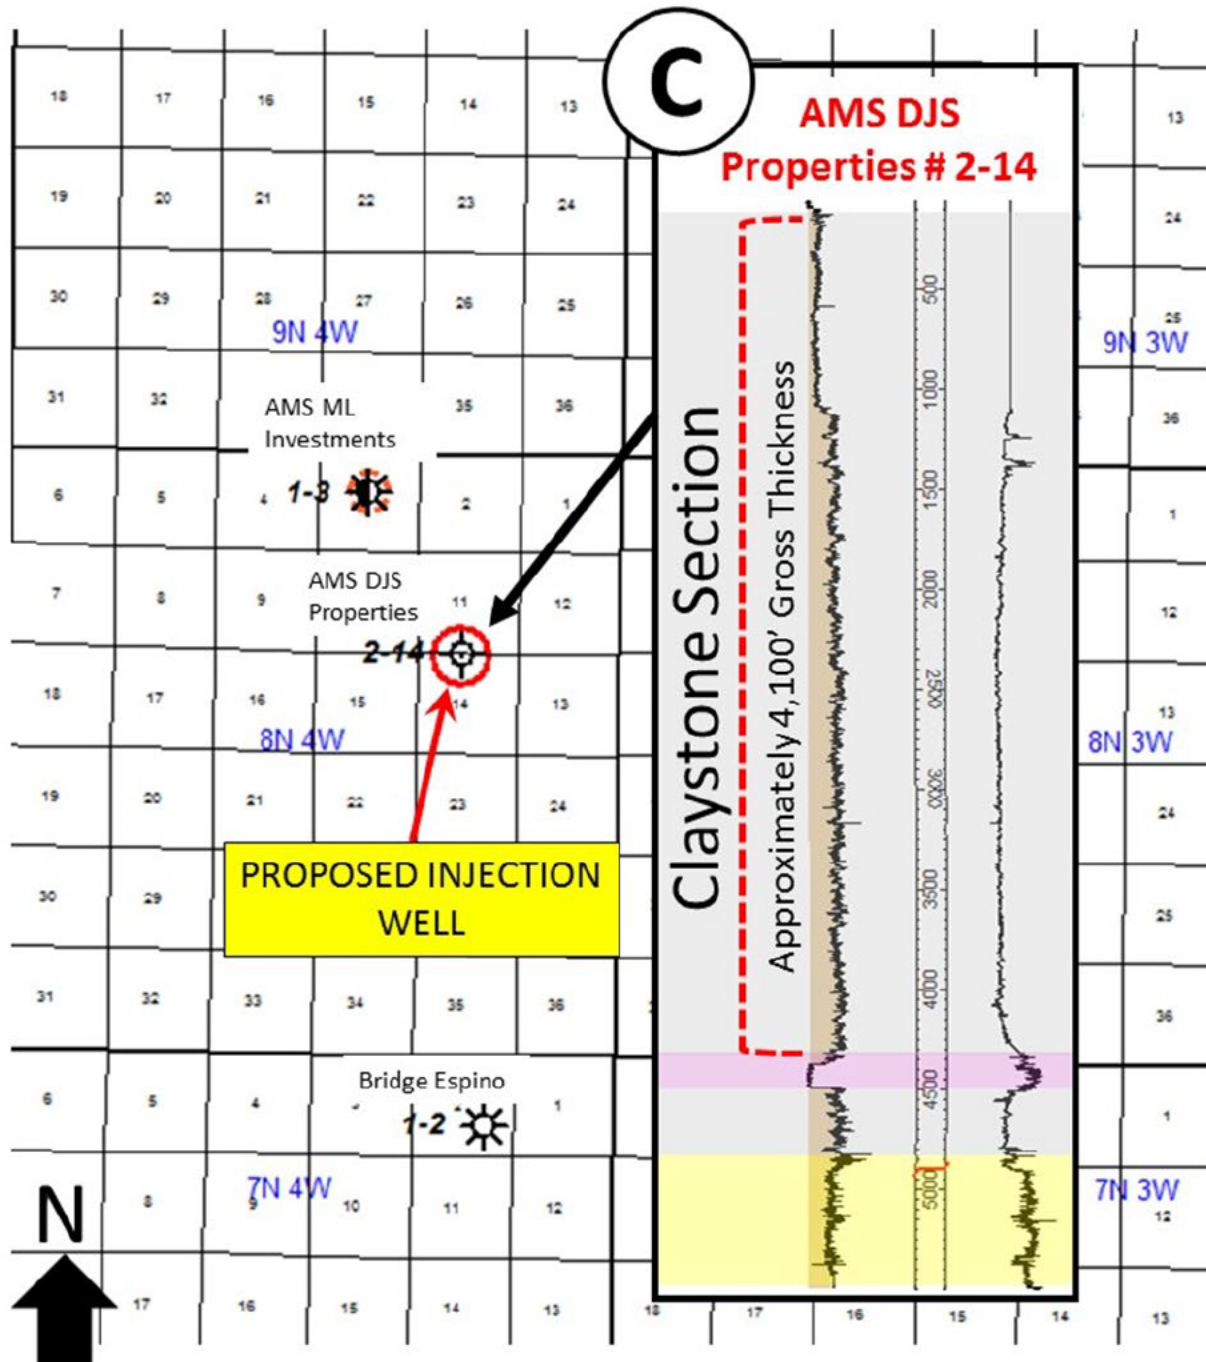 C
AMS DJS
Properties # 2-14
Claystone Section
Approximately 4,100' Gross Thickness
500
1000
1500
2000
2500
3000
3500
4000
4500
5000
18 17 16 15 14 13 13
19 20 21 22 23 24 24
30 29 28 27 26 25 25
9N 4W 9N 3W
31 32 35 36 36
AMS ML
Investments
1-3
6 5 4 2 1 1
AMS DJS
Properties
7 8 9 11 12 12
2-14
18 17 16 15 14 13 13
8N 4W 8N 3W
19 20 21 22 23 24 24
PROPOSED INJECTION
WELL
30 29 25
31 32 33 34 35 36 36
Bridge Espino
6 5 4 1 1
1-2
N
7N 4W 7N 3W
8 9 10 11 12 12
17 16 15 14 13 18 17 16 15 14 13